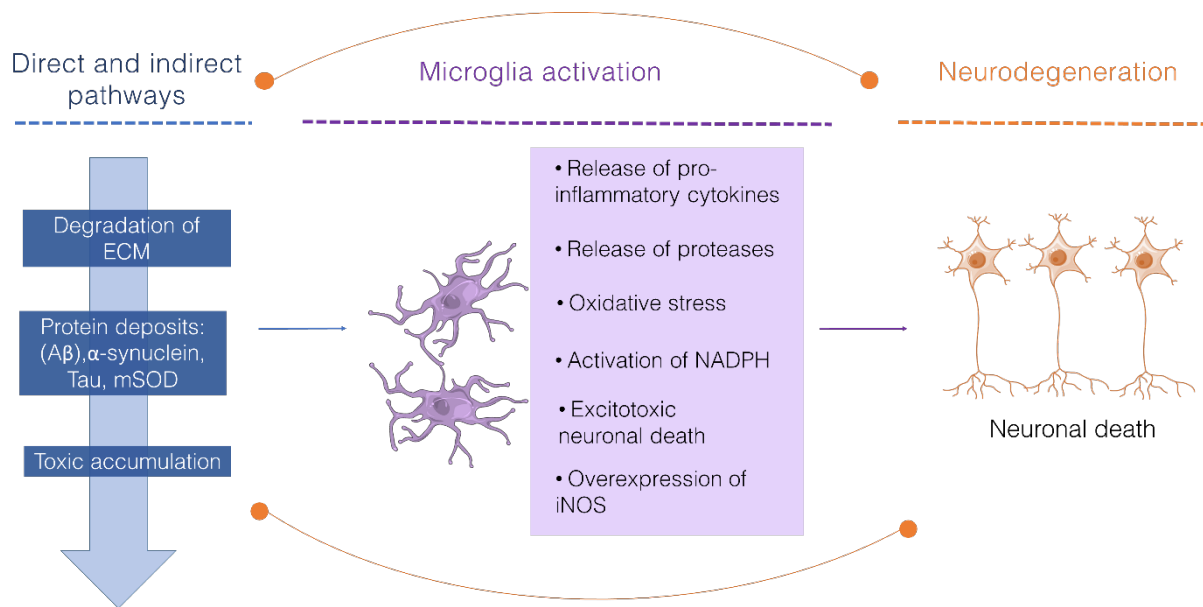 Direct and indirect
pathways
Microglia activation
Neurodegeneration
Degradation of
ECM
Protein deposits:
(Aβ),α-synuclein,
Tau, mSOD
Toxic accumulation
• Release of pro-
inflammatory cytokines
• Release of proteases
• Oxidative stress
• Activation of NADPH
• Excitotoxic
neuronal death
• Overexpression of
iNOS
Neuronal death